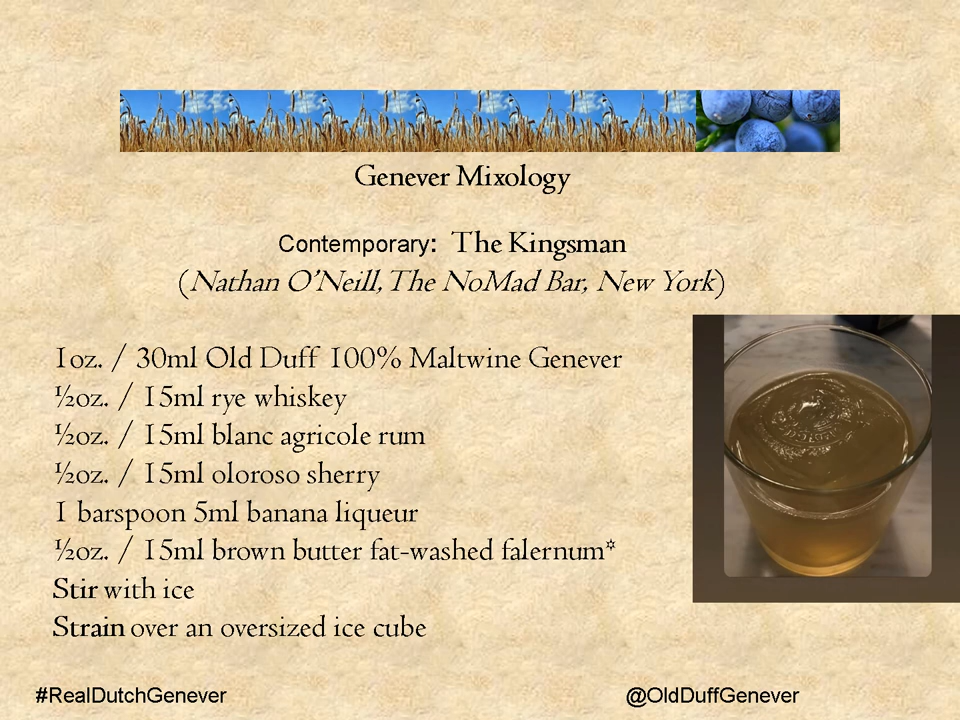 Genever Mixology
Contemporary: The Kingsman
(Nathan O'Neill, The NoMad Bar, New York)
1oz. / 30ml Old Duff 100% Maltwine Genever
½oz. / 15ml rye whiskey
½oz. / 15ml blanc agricole rum
½oz. / 15ml oloroso sherry
1 barspoon 5ml banana liqueur
½oz. / 15ml brown butter fat-washed falernum*
Stir with ice
Strain over an oversized ice cube
#RealDutchGenever
@OldDuffGenever